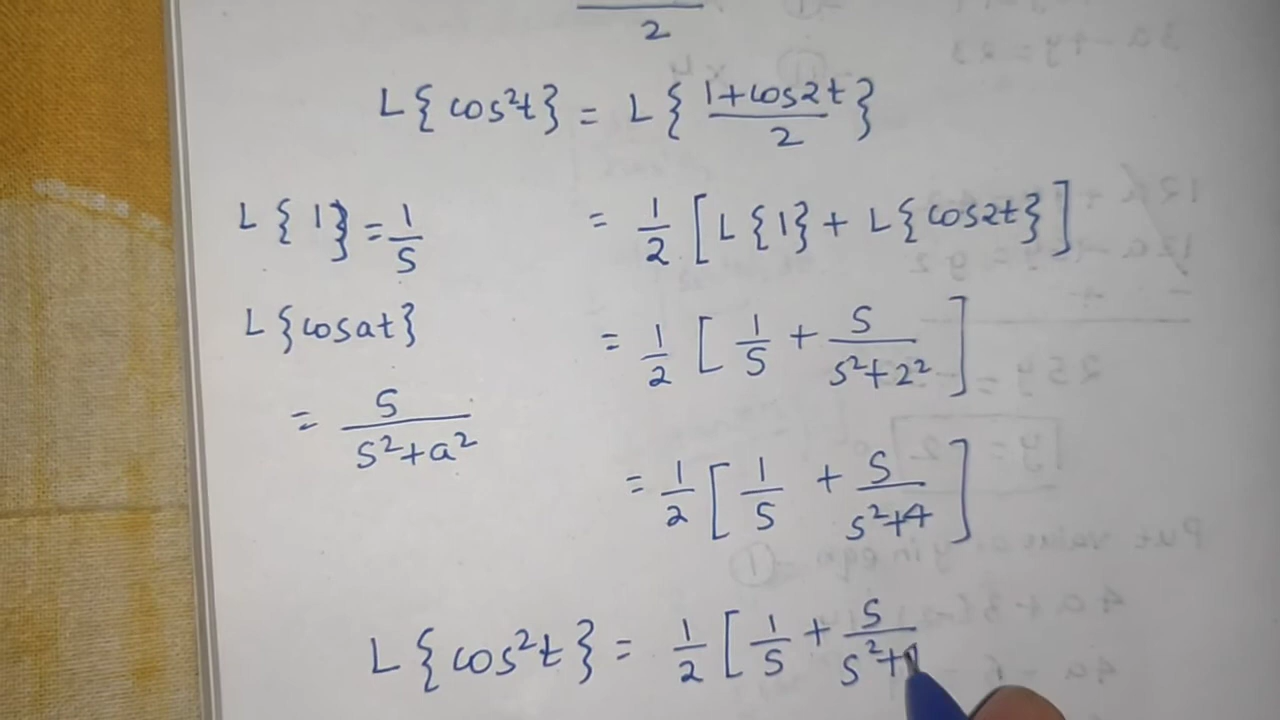 2
L{cos²t} = L{(1+cos2t)/2}
L{1} = 1/s
= 1/2 [L{1} + L{cos2t}]
L{cosat}
= 1/2 [1/s + s/(s²+2²)]
= s/(s²+a²)
= 1/2 [1/s + s/(s²+4)]
L{cos²t} = 1/2 [1/s + s/(s²+